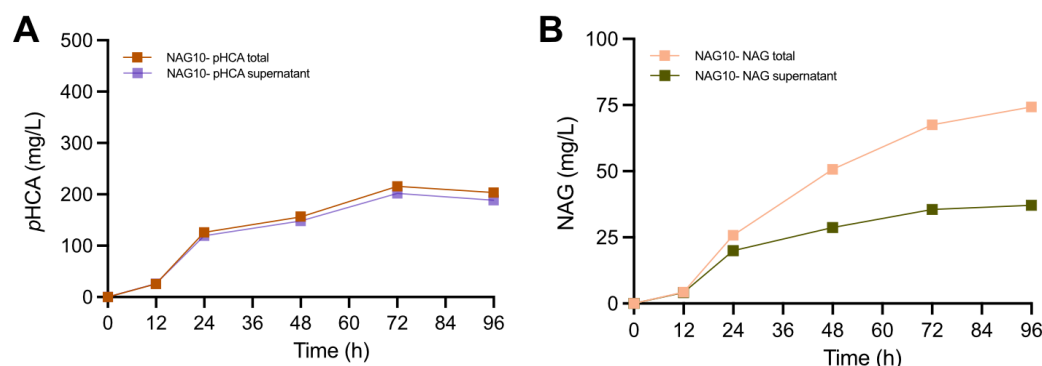 A
500
400
300
200
100
0
pHCA (mg/L)
NAG10- pHCA total
NAG10- pHCA supernatant
0 12 24 36 48 60 72 84 96
Time (h)
B
100
75
50
25
0
NAG (mg/L)
NAG10- NAG total
NAG10- NAG supernatant
0 12 24 36 48 60 72 84 96
Time (h)